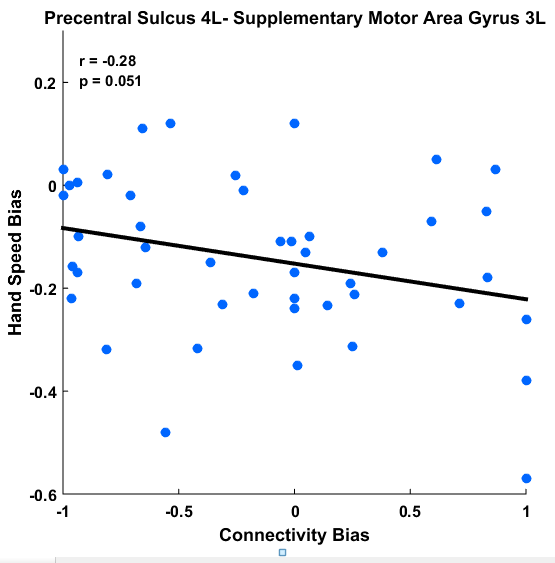 Precentral Sulcus 4L- Supplementary Motor Area Gyrus 3L
r = -0.28
p = 0.051
0.2
0
-0.2
-0.4
-0.6
Hand Speed Bias
-1
-0.5
0
0.5
1
Connectivity Bias